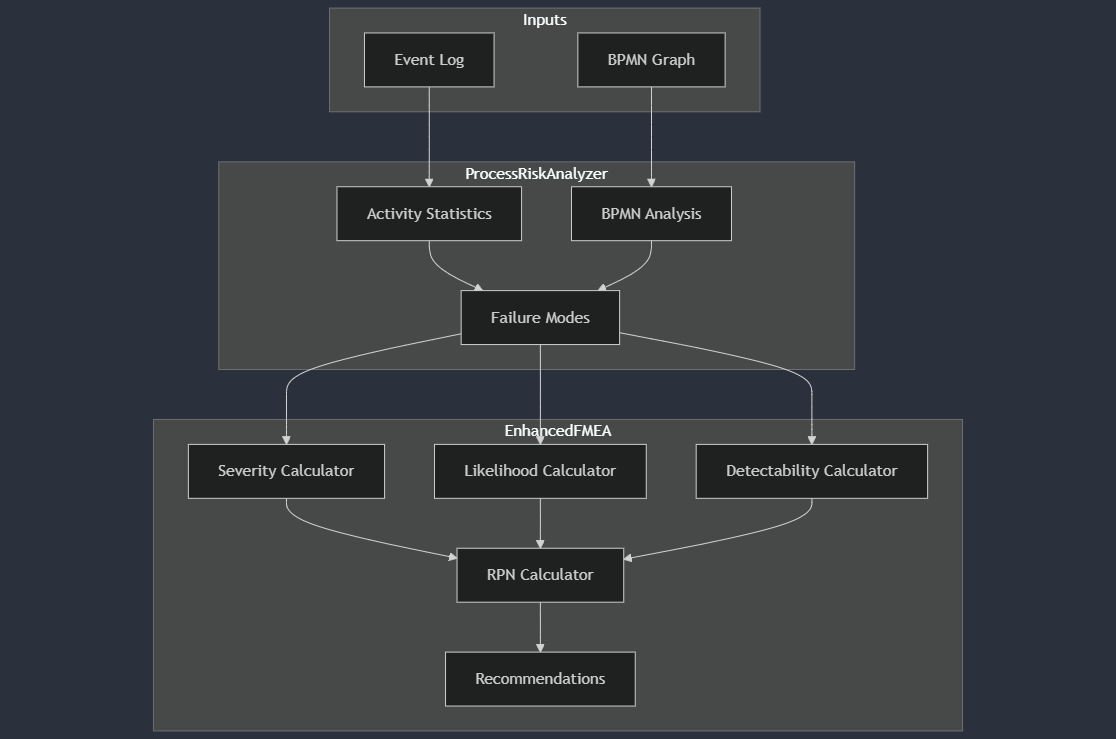 Inputs
Event Log
BPMN Graph
ProcessRiskAnalyzer
Activity Statistics
BPMN Analysis
Failure Modes
EnhancedFMEA
Severity Calculator
Likelihood Calculator
Detectability Calculator
RPN Calculator
Recommendations